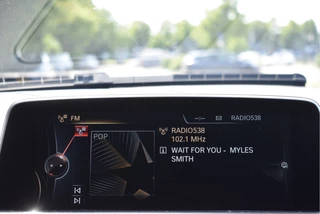 FM
RADIO538
POP
RADIO538
102.1 MHz
WAIT FOR YOU - MYLES
SMITH